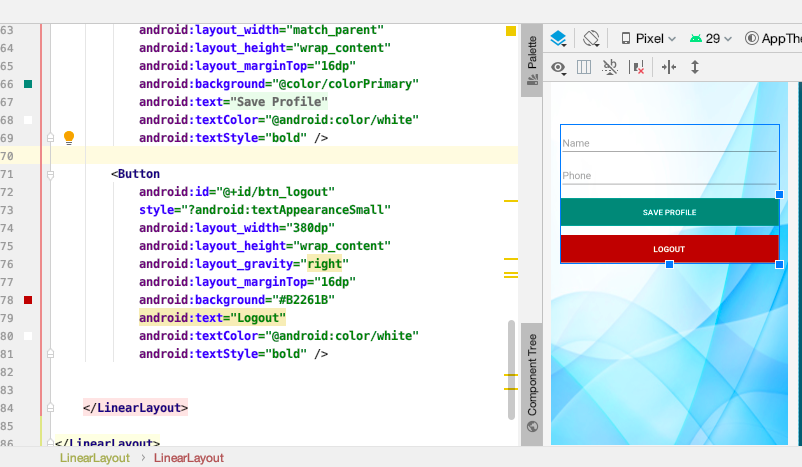 63 android:layout_width="match_parent"
64 android:layout_height="wrap_content"
65 android:layout_marginTop="16dp"
66 android:background="@color/colorPrimary"
67 android:text="Save Profile"
68 android:textColor="@android:color/white"
69 android:textStyle="bold" />
70
71 <Button
72 android:id="@+id/btn_logout"
73 style="?android:textAppearanceSmall"
74 android:layout_width="380dp"
75 android:layout_height="wrap_content"
76 android:layout_gravity="right"
77 android:layout_marginTop="16dp"
78 android:background="#B2261B"
79 android:text="Logout"
80 android:textColor="@android:color/white"
81 android:textStyle="bold" />
82
83
84 </LinearLayout>
85
86 </LinearLayout>
LinearLayout › LinearLayout
Palette
Component Tree
Pixel 29 AppThe
Name
Phone
SAVE PROFILE
LOGOUT